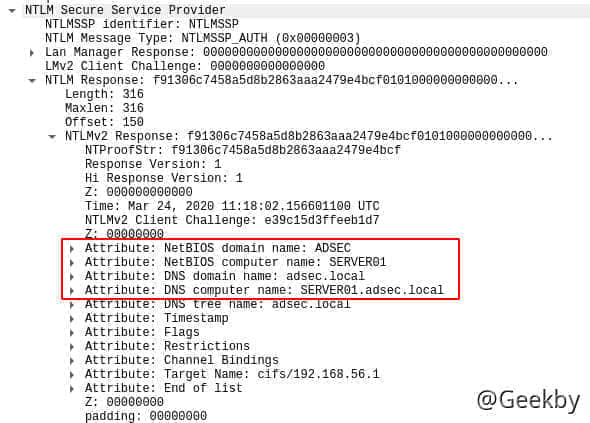 NTLM Secure Service Provider
NTLMSSP identifier: NTLMSSP
NTLM Message Type: NTLMSSP_AUTH (0x00000003)
Lan Manager Response: 000000000000000000000000000000000000000000000000
LMv2 Client Challenge: 0000000000000000
NTLM Response: f91306c7458a5d8b2863aaa2479e4bcf0101000000000000...
Length: 316
Maxlen: 316
Offset: 150
NTLMv2 Response: f91306c7458a5d8b2863aaa2479e4bcf0101000000000000...
NTProofStr: f91306c7458a5d8b2863aaa2479e4bcf
Response Version: 1
Hi Response Version: 1
Z: 000000000000
Time: Mar 24, 2020 11:18:02.156601100 UTC
NTLMv2 Client Challenge: e39c15d3ffeeb1d7
Z: 00000000
Attribute: NetBIOS domain name: ADSEC
Attribute: NetBIOS computer name: SERVER01
Attribute: DNS domain name: adsec.local
Attribute: DNS computer name: SERVER01.adsec.local
Attribute: DNS tree name: adsec.local
Attribute: Timestamp
Attribute: Flags
Attribute: Restrictions
Attribute: Channel Bindings
Attribute: Target Name: cifs/192.168.56.1
Attribute: End of list
Z: 00000000
padding: 00000000
@Geekby